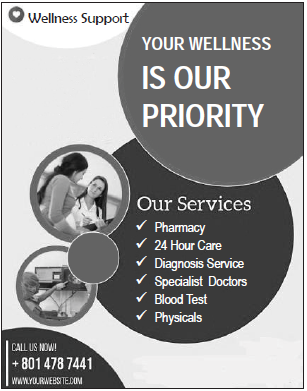 Wellness Support
YOUR WELLNESS
IS OUR
PRIORITY
Our Services
✓ Pharmacy
✓ 24 Hour Care
✓ Diagnosis Service
✓ Specialist Doctors
✓ Blood Test
✓ Physicals
CALL US NOW!
+ 801 478 7441
WWW.YOURWEBSITE.COM